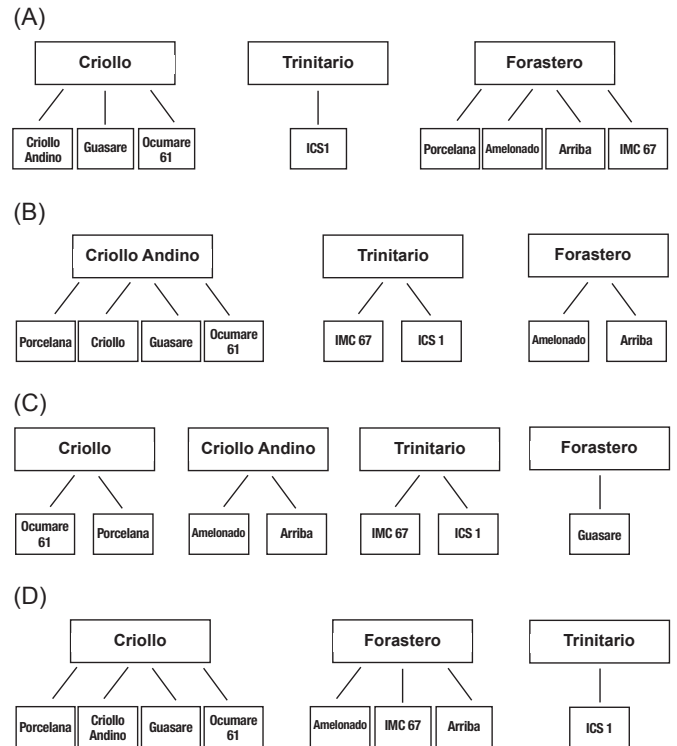 (A)
Criollo Trinitario Forastero
Criollo Andino Guasare Ocumare 61 ICS1 Porcelana Amelonado Arriba IMC 67
(B)
Criollo Andino Trinitario Forastero
Porcelana Criollo Guasare Ocumare 61 IMC 67 ICS 1 Amelonado Arriba
(C)
Criollo Criollo Andino Trinitario Forastero
Ocumare 61 Porcelana Amelonado Arriba IMC 67 ICS 1 Guasare
(D)
Criollo Forastero Trinitario
Porcelana Criollo Andino Guasare Ocumare 61 Amelonado IMC 67 Arriba ICS 1